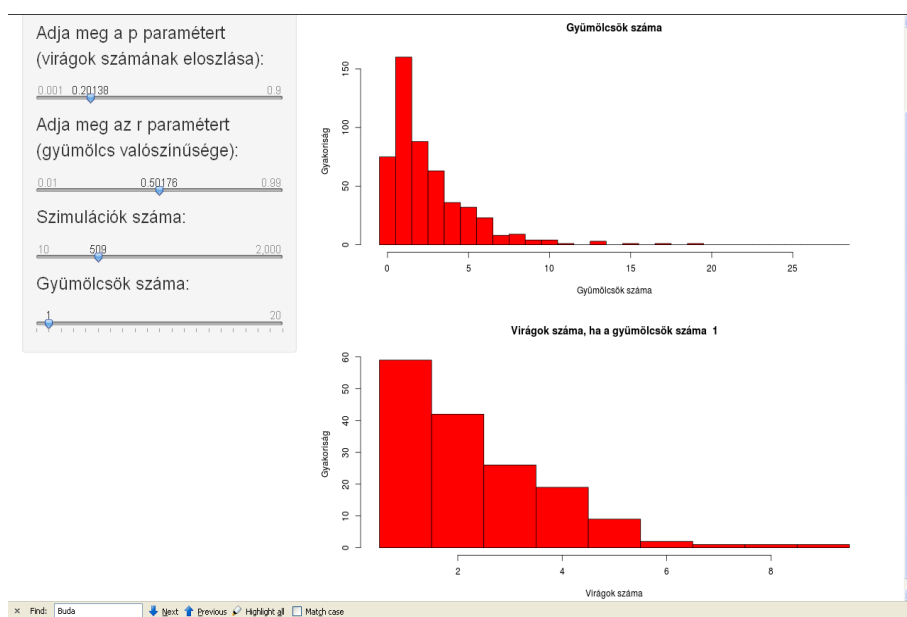 Adja meg a p paramétert
(virágok számának eloszlása):
0.001 0.20138 0.9
Adja meg az r paramétert
(gyümölcs valószínűsége):
0.01 0.50176 0.99
Szimulációk száma:
10 509 2,000
Gyümölcsök száma:
1 20
Gyümölcsök száma
Gyakoriság
150
100
50
0
0 5 10 15 20 25
Gyümölcsök száma
Virágok száma, ha a gyümölcsök száma 1
Gyakoriság
60
50
40
30
20
10
0
2 4 6 8
Virágok száma
× Find: Buda Next Previous Highlight all Match case